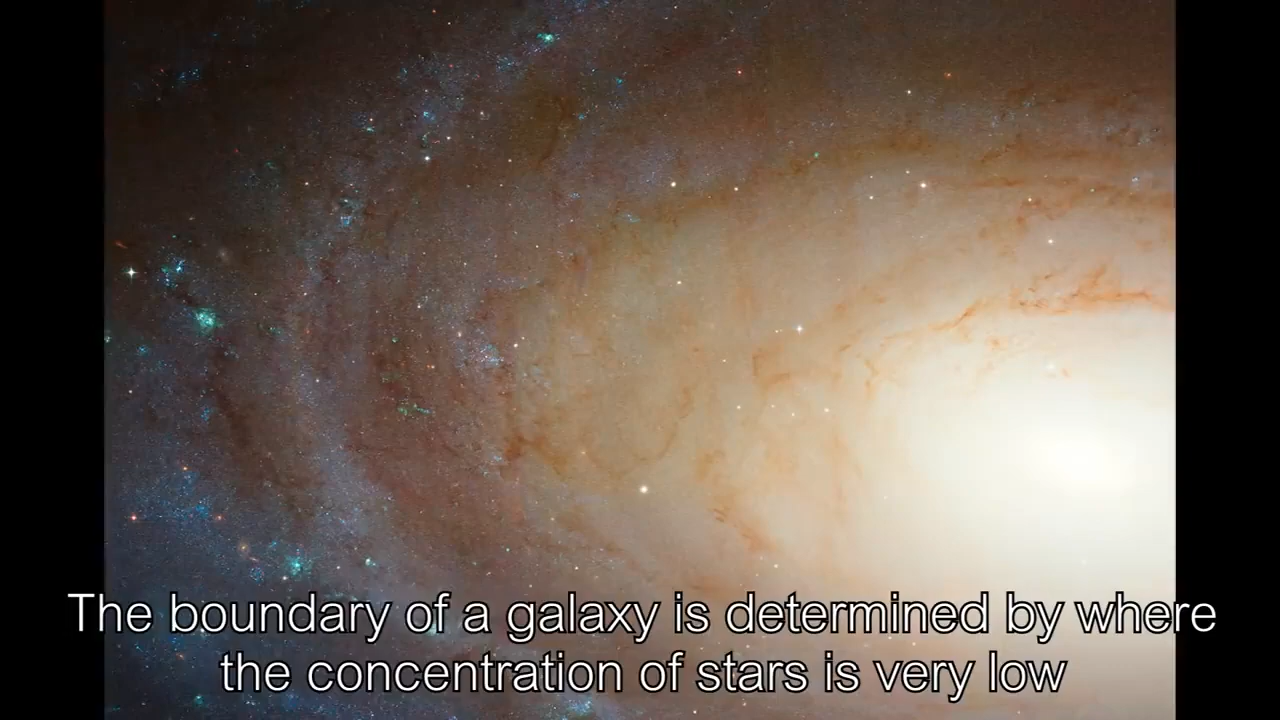 The boundary of a galaxy is determined by where
the concentration of stars is very low